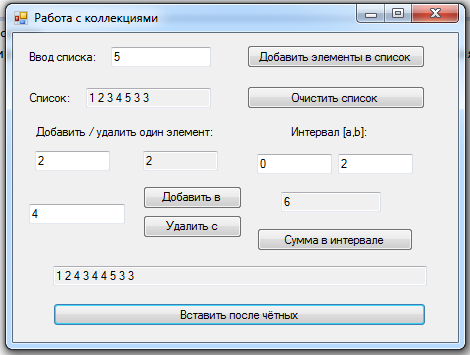 Работа с коллекциями
Ввод списка: 5 Добавить элементы в список
Список: 1 2 3 4 5 3 3 Очистить список
Добавить / удалить один элемент: Интервал [a,b]:
2 2 0 2
4 Добавить в 6
Удалить с Сумма в интервале
1 2 4 3 4 4 5 3 3
Вставить после чётных